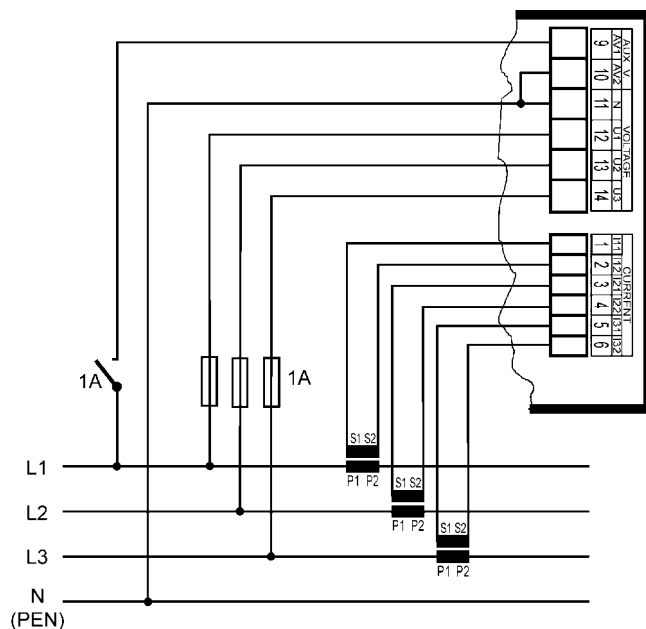 9 AV1 AUX. V.
10 AV2
11 N
12 U1 VOLTAGE
13 U2
14 U3
1 I11 CURRENT
2 I12
3 I21
4 I22
5 I31
6 I32
1A
1A
S1 S2
L1
P1 P2
S1 S2
L2
P1 P2
S1 S2
L3
P1 P2
N
(PEN)